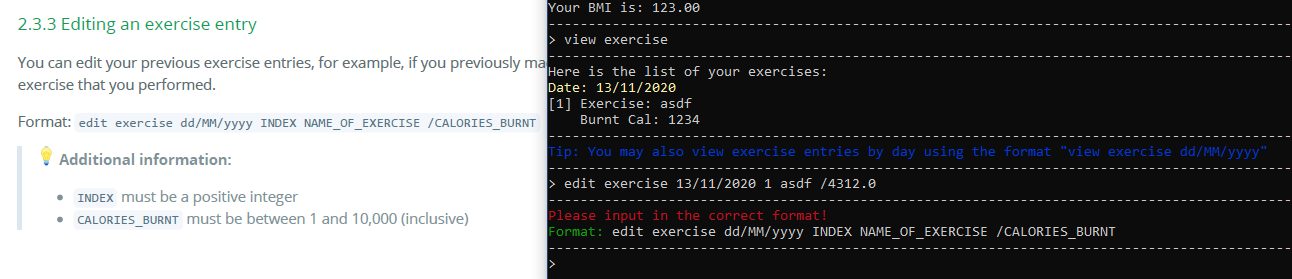 2.3.3 Editing an exercise entry
You can edit your previous exercise entries, for example, if you previously
exercise that you performed.
Format: edit exercise dd/MM/yyyy INDEX NAME_OF_EXERCISE /CALORIES_BURNT
Additional information:
INDEX must be a positive integer
CALORIES_BURNT must be between 1 and 10,000 (inclusive)
Your BMI is: 123.00
> view exercise
Here is the list of your exercises:
Date: 13/11/2020
[1] Exercise: asdf
Burnt Cal: 1234
Tip: You may also view exercise entries by day using the format "view exercise dd/MM/yyyy"
> edit exercise 13/11/2020 1 asdf /4312.0
Please input in the correct format!
Format: edit exercise dd/MM/yyyy INDEX NAME_OF_EXERCISE /CALORIES_BURNT
>